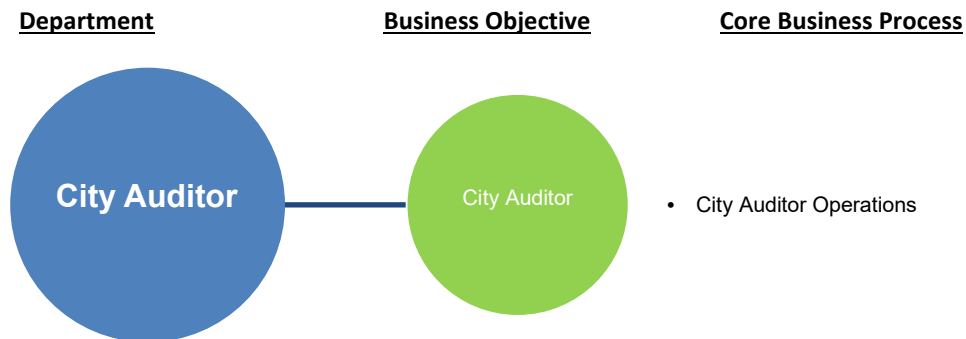 Department Business Objective Core Business Process
City Auditor City Auditor • City Auditor Operations